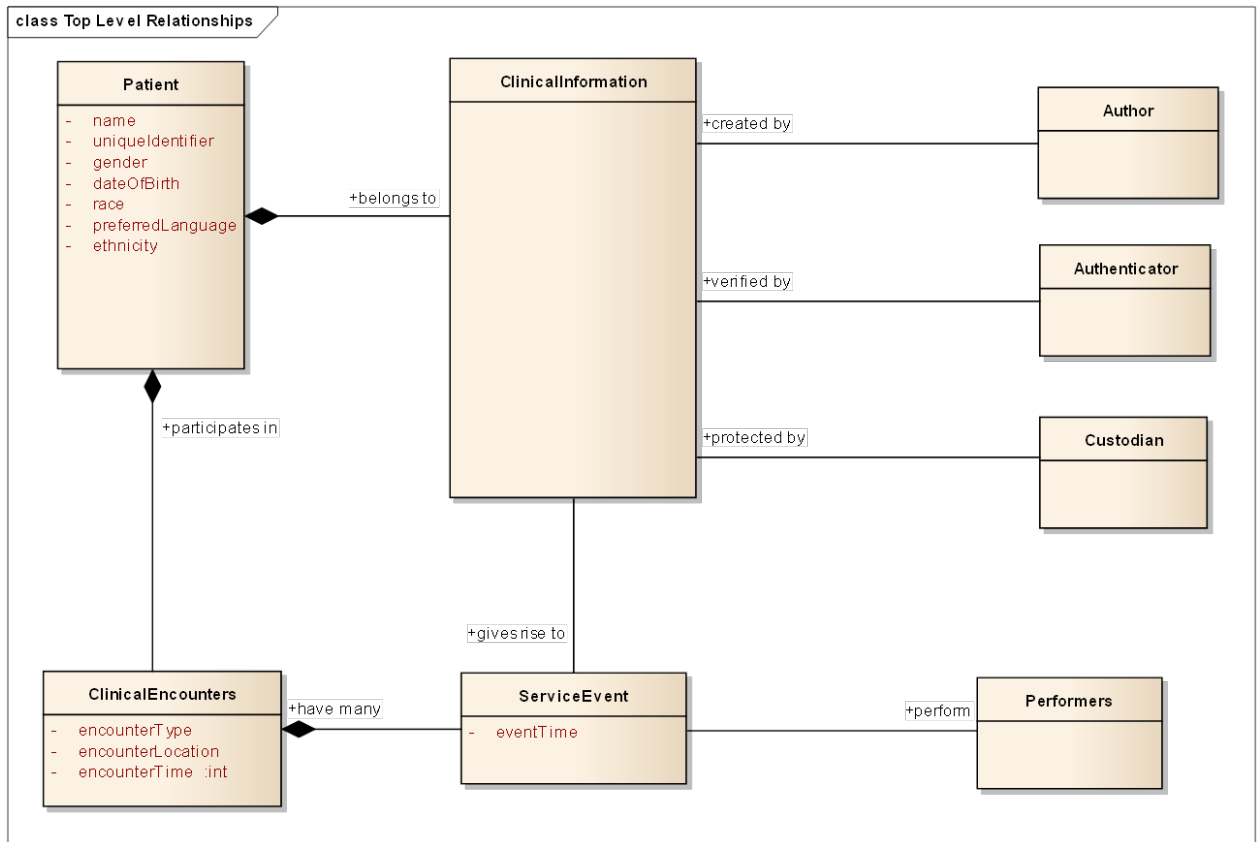 class Top Level Relationships
Patient
- name
- uniqueIdentifier
- gender
- dateOfBirth
- race
- preferredLanguage
- ethnicity
+belongs to
ClinicalInformation
+created by
Author
+verified by
Authenticator
+protected by
Custodian
+participates in
+gives rise to
ClinicalEncounters
- encounterType
- encounterLocation
- encounterTime :int
+have many
ServiceEvent
- eventTime
+perform
Performers